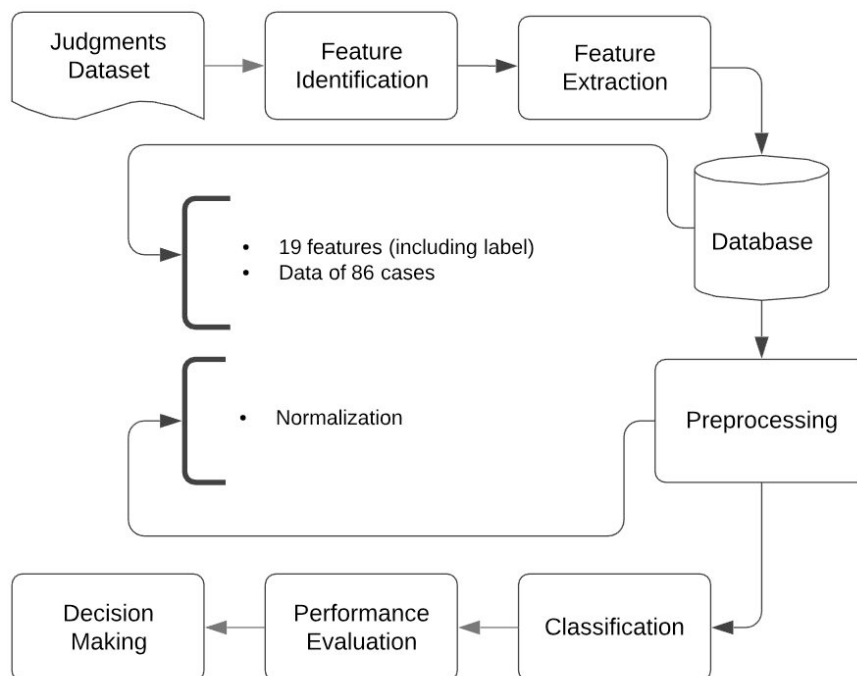 Judgments
Dataset
Feature
Identification
Feature
Extraction
Database
• 19 features (including label)
• Data of 86 cases
Preprocessing
• Normalization
Decision
Making
Performance
Evaluation
Classification